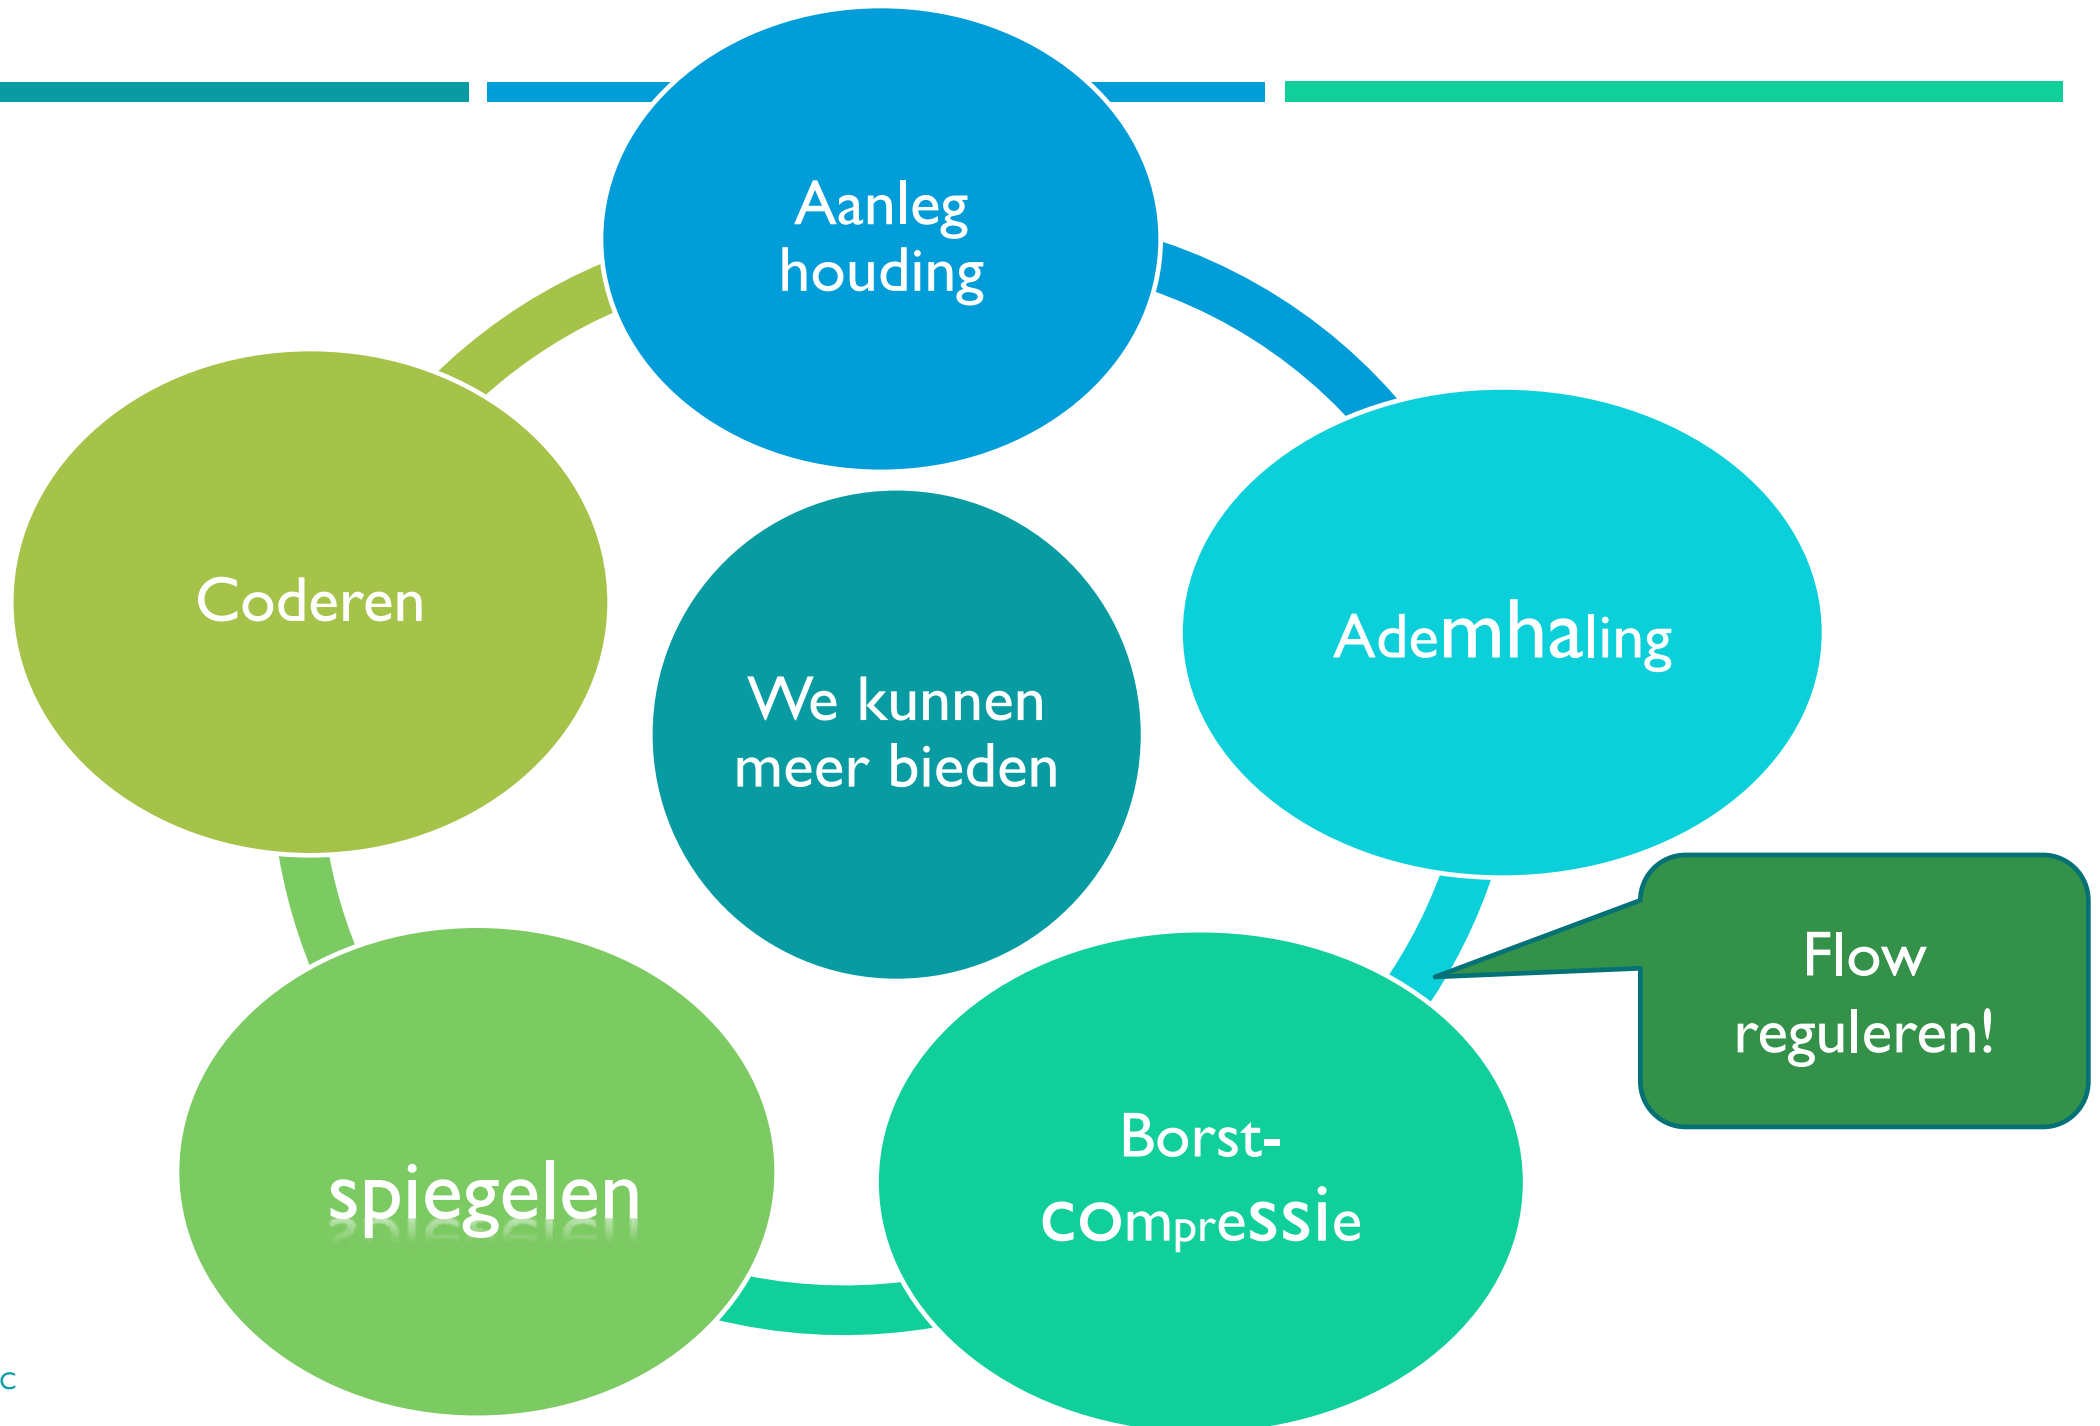 Aanleg
houding
Ademhaling
Borst-
compressie
spiegelen
Coderen
We kunnen
meer bieden
Flow
reguleren!
c